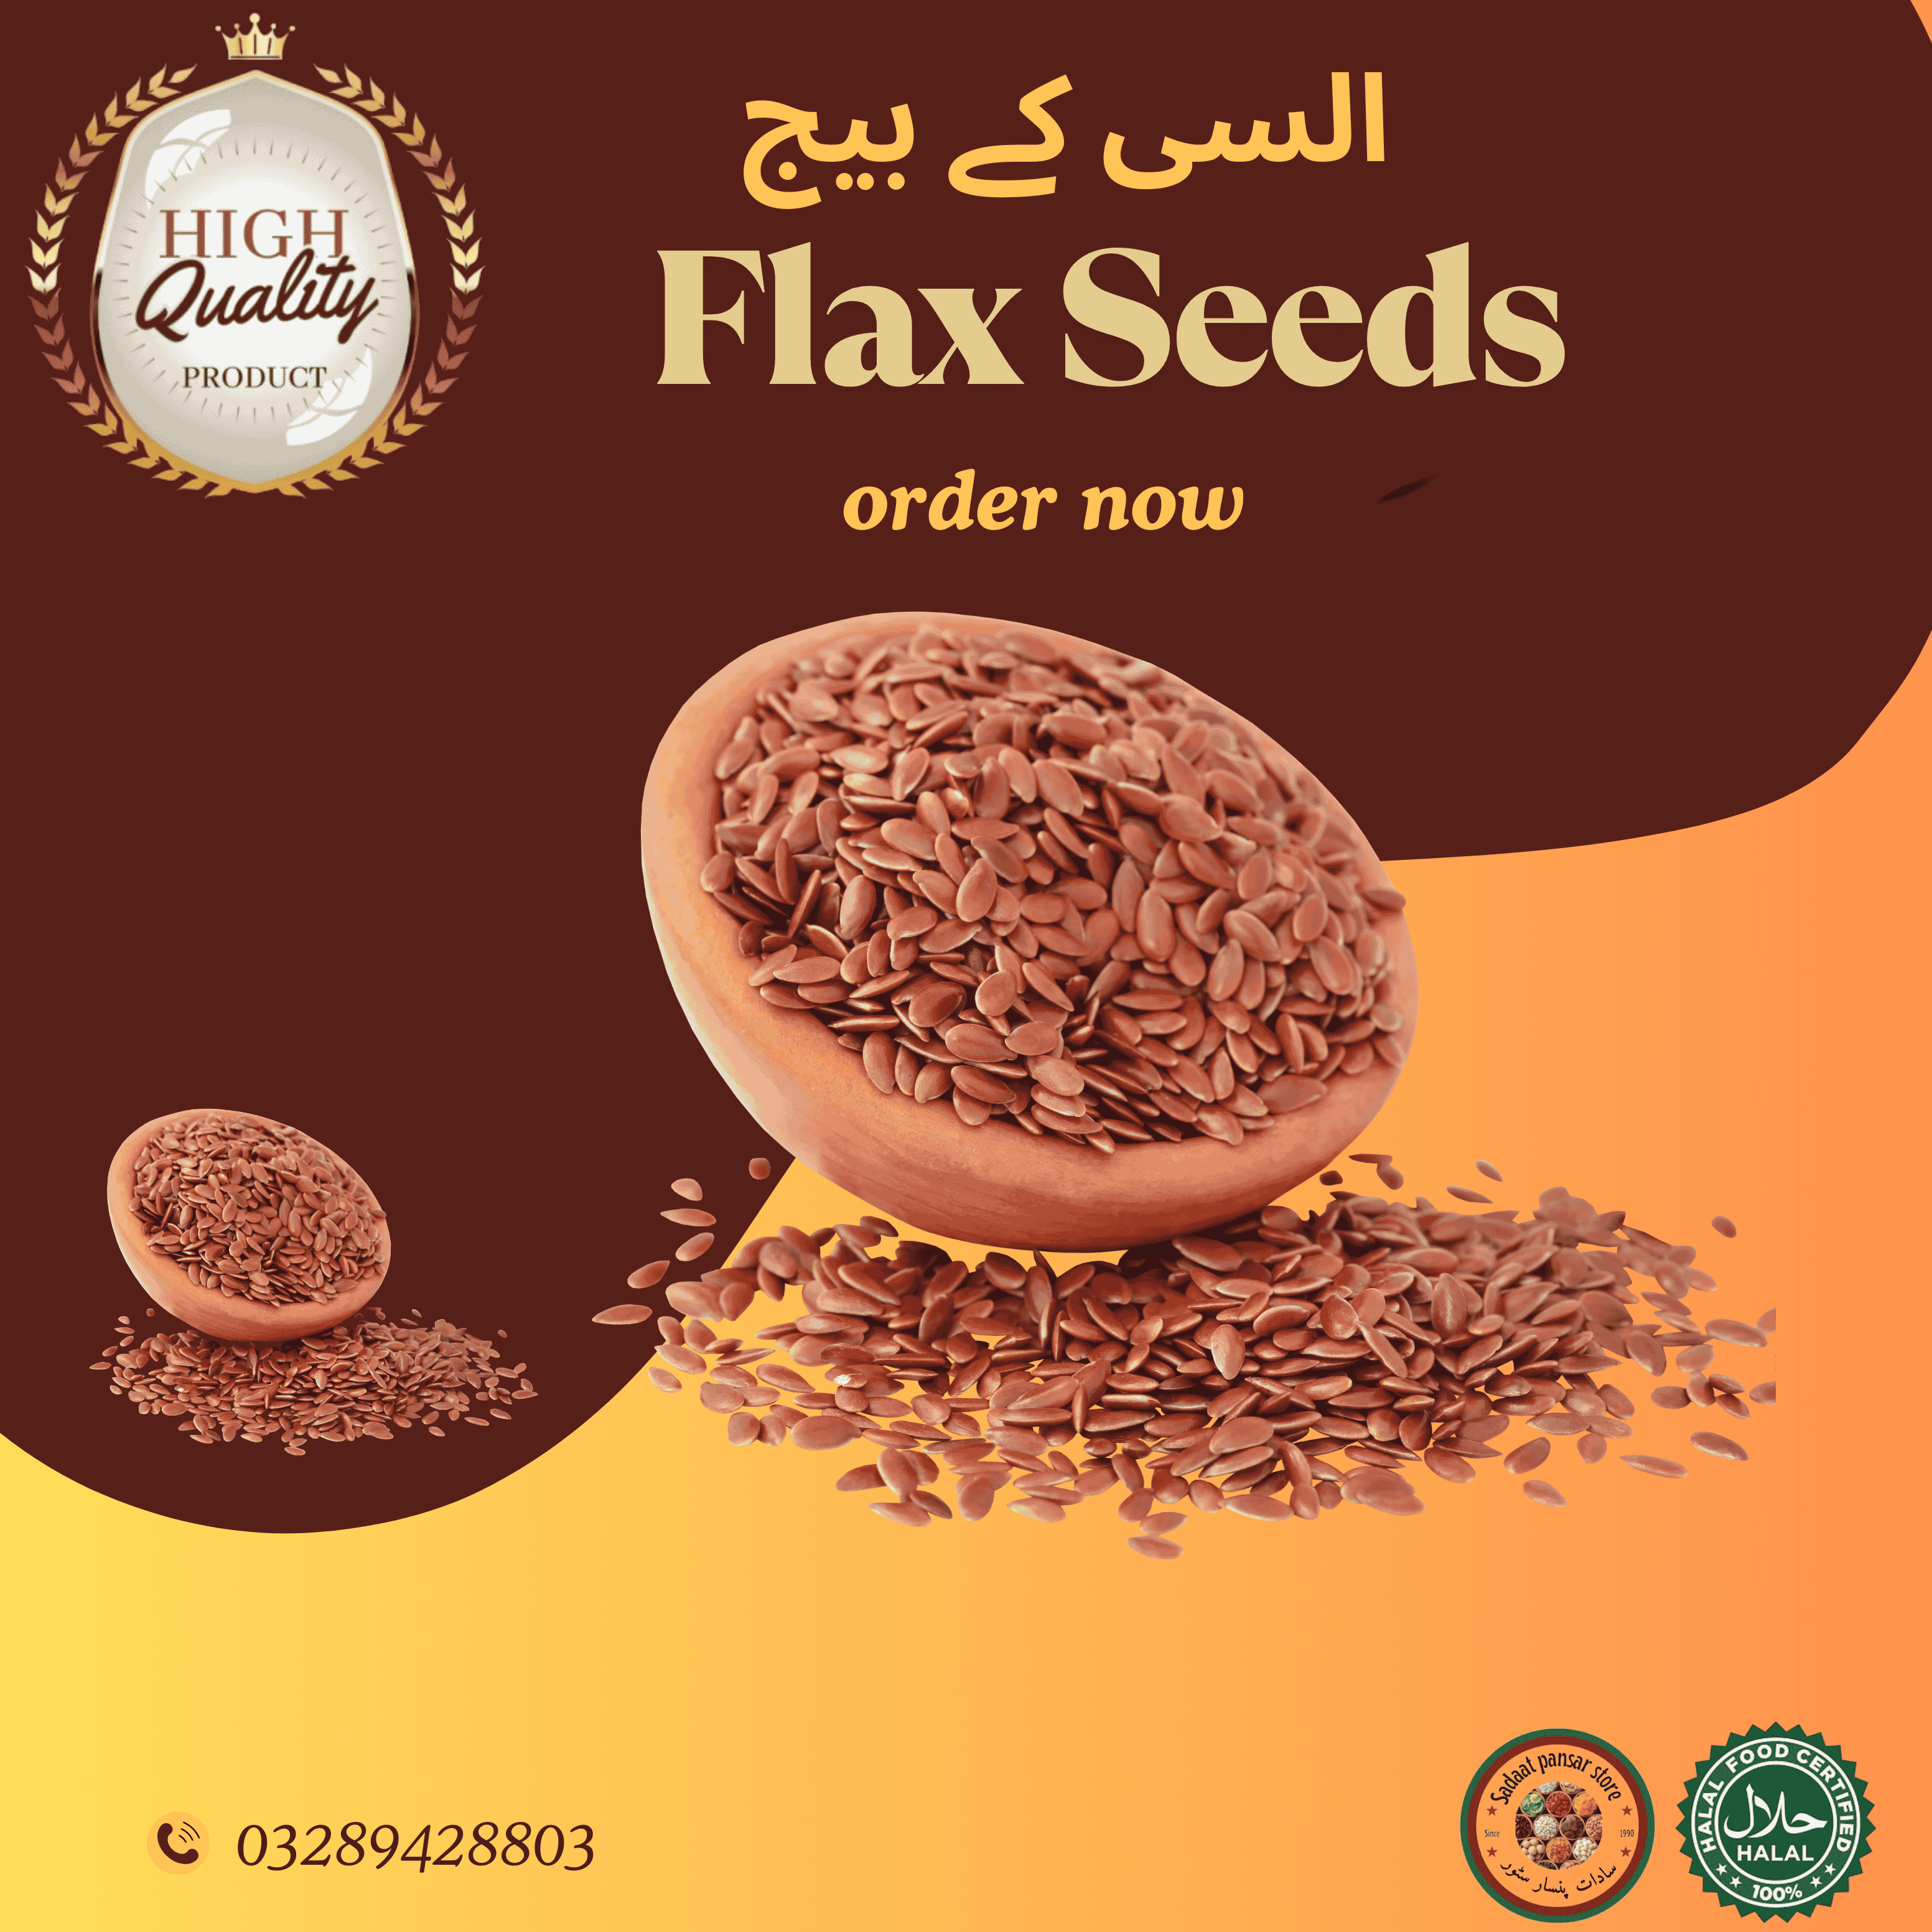 HIGH
Quality
PRODUCT
السی کے بیج
Flax Seeds
order now
03289428803
Sadaat pansar store
Since 1990
سادات پنسار سٹور
HALAL FOOD CERTIFIED
حلال
HALAL
100%